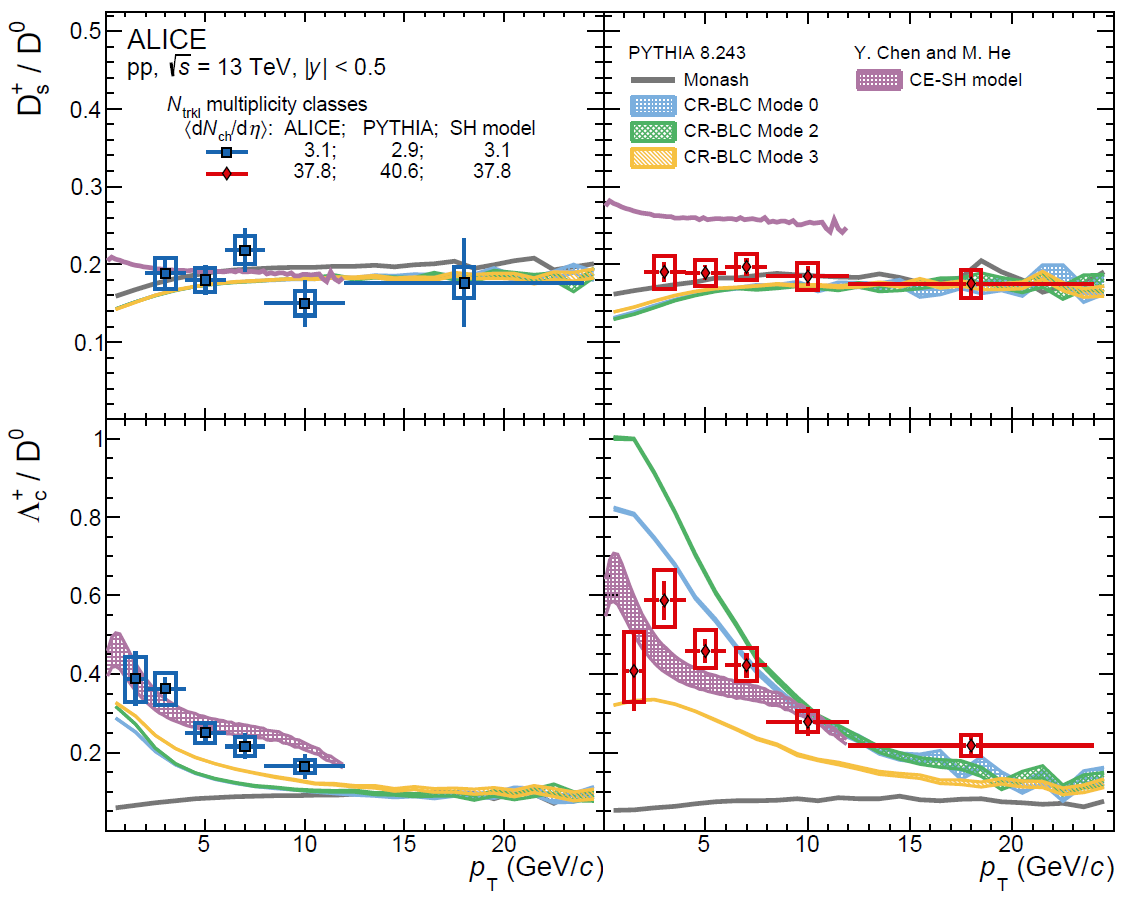 ALICE
pp, √s = 13 TeV, |y| < 0.5
N_trkl multiplicity classes
⟨dN_ch/dη⟩: ALICE; PYTHIA; SH model
3.1; 2.9; 3.1
37.8; 40.6; 37.8
PYTHIA 8.243
Monash
CR-BLC Mode 0
CR-BLC Mode 2
CR-BLC Mode 3
Y. Chen and M. He
CE-SH model
D_s^+ / D^0
0.5
0.4
0.3
0.2
0.1
Λ_c^+ / D^0
1
0.8
0.6
0.4
0.2
5 10 15 20
p_T (GeV/c)
5 10 15 20
p_T (GeV/c)